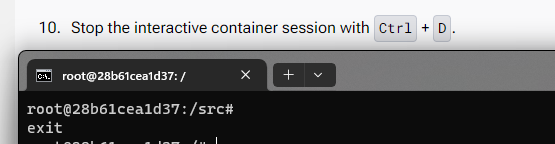 10. Stop the interactive container session with Ctrl + D.
root@28b61cea1d37: /
root@28b61cea1d37:/src#
exit